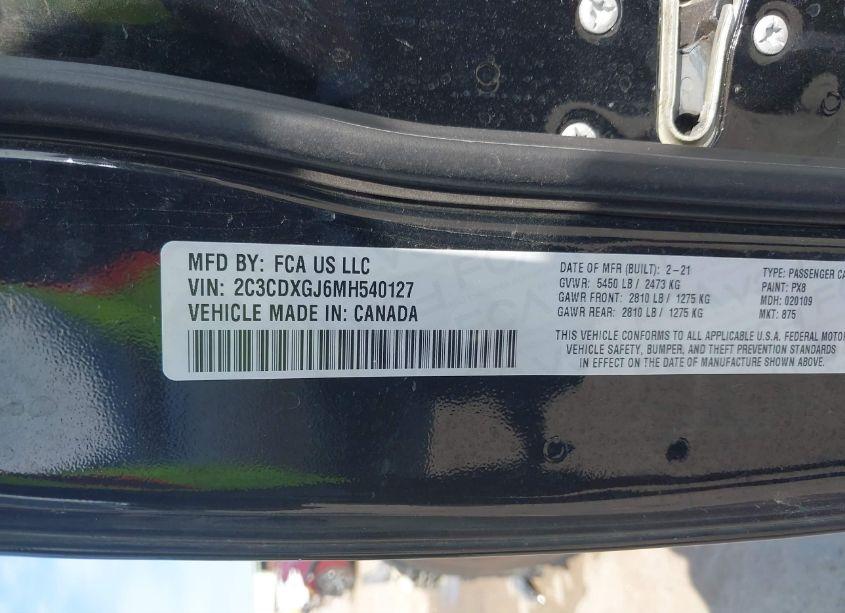 MFD BY: FCA US LLC
VIN: 2C3CDXGJ6MH540127
VEHICLE MADE IN: CANADA
DATE OF MFR (BUILT): 2-21
GVWR: 5450 LB / 2473 KG
GAWR FRONT: 2810 LB / 1275 KG
GAWR REAR: 2810 LB / 1275 KG
TYPE: PASSENGER CA
PAINT: PX8
MDH: 020109
MKT: 875
THIS VEHICLE CONFORMS TO ALL APPLICABLE U.S.A. FEDERAL MOTOR
VEHICLE SAFETY, BUMPER, AND THEFT PREVENTION STANDARDS
IN EFFECT ON THE DATE OF MANUFACTURE SHOWN ABOVE.